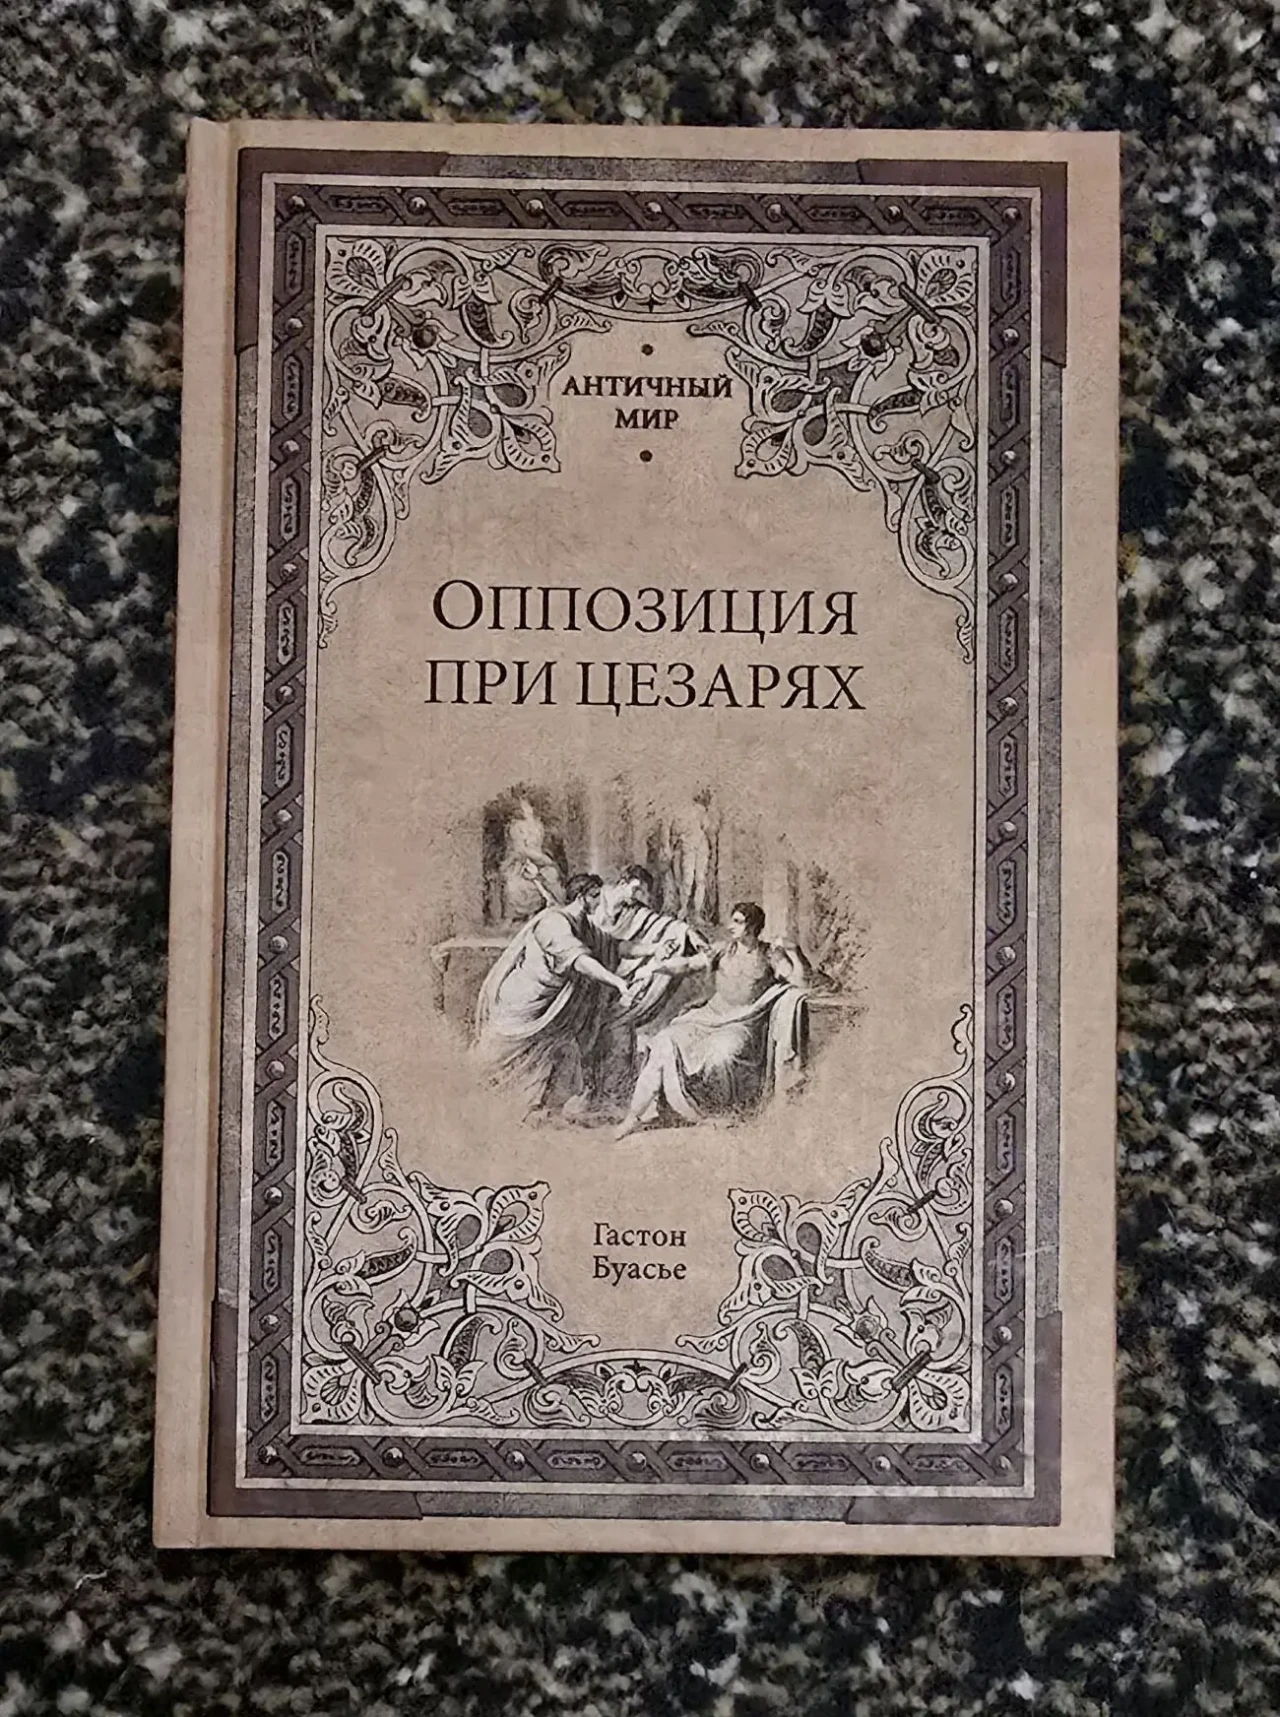 АНТИЧНЫЙ
МИР
ОППОЗИЦИЯ
ПРИ ЦЕЗАРЯХ
Гастон
Буасье